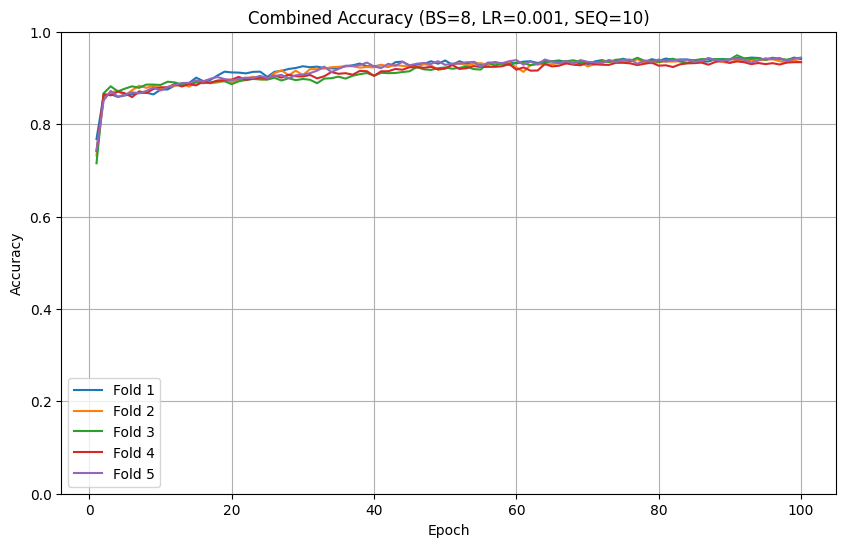 Combined Accuracy (BS=8, LR=0.001, SEQ=10)
1.0
0.8
0.6
0.4
0.2
0.0
Accuracy
Fold 1
Fold 2
Fold 3
Fold 4
Fold 5
0 20 40 60 80 100
Epoch